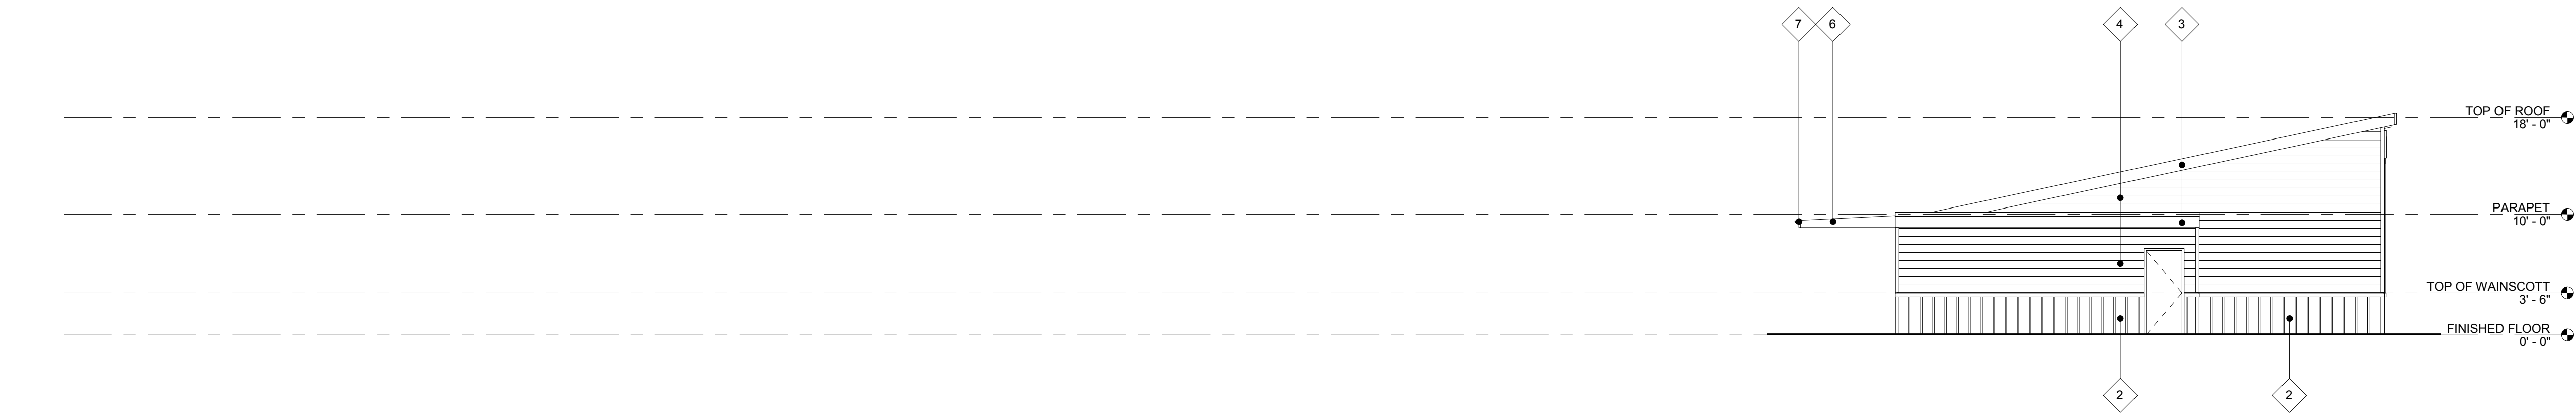 7
6
4
3
TOP OF ROOF
18' - 0"
PARAPET
10' - 0"
TOP OF WAINSCOTT
3' - 6"
FINISHED FLOOR
0' - 0"
2
2